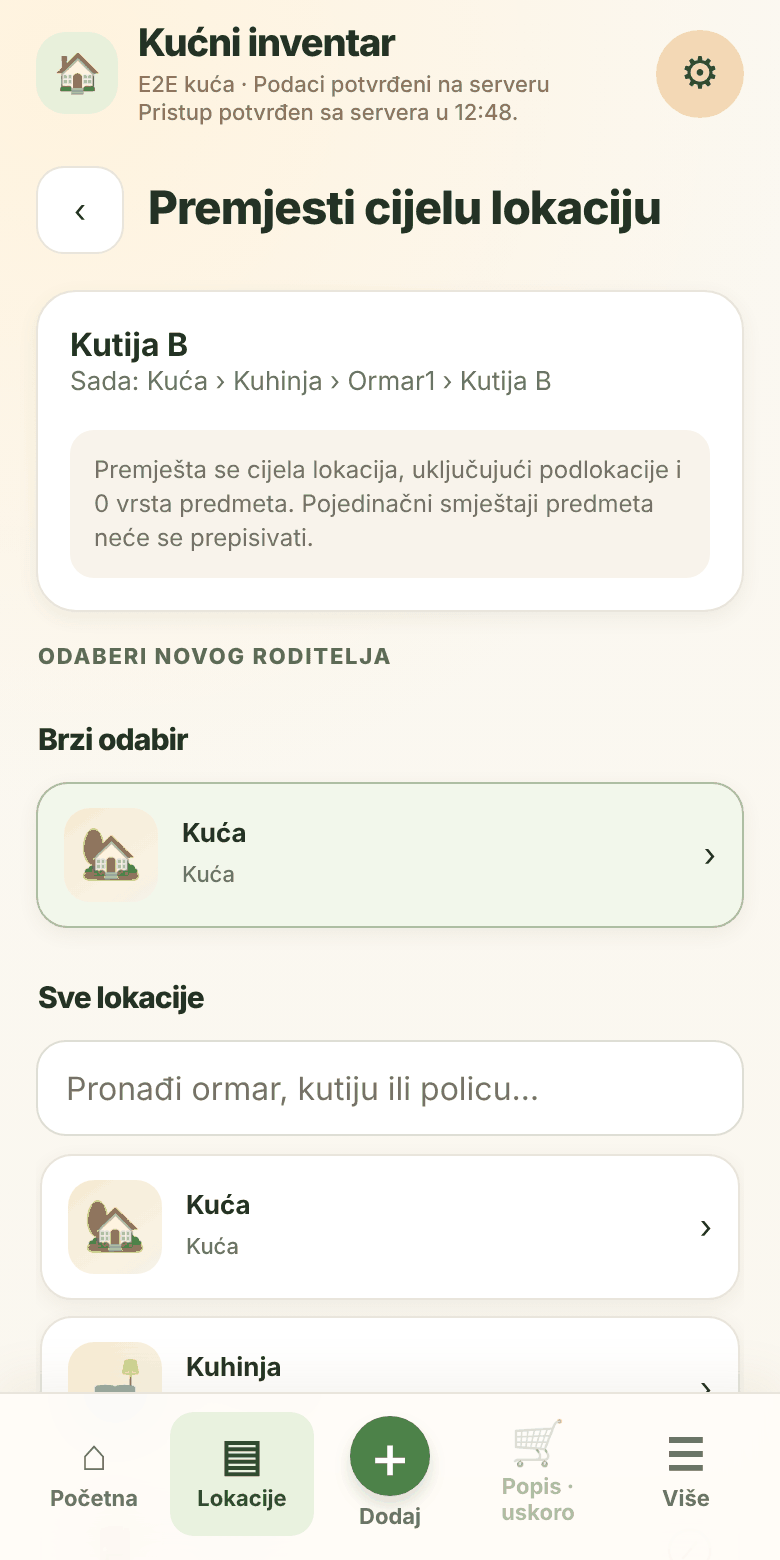 Kućni inventar
E2E kuća · Podaci potvrđeni na serveru
Pristup potvrđen sa servera u 12:48.
‹ Premjesti cijelu lokaciju
Kutija B
Sada: Kuća › Kuhinja › Ormar1 › Kutija B
Premješta se cijela lokacija, uključujući podlokacije i
0 vrsta predmeta. Pojedinačni smještaji predmeta
neće se prepisivati.
ODABERI NOVOG RODITELJA
Brzi odabir
Kuća
Kuća
›
Sve lokacije
Pronađi ormar, kutiju ili policu...
Kuća
Kuća
›
Kuhinja
›
Početna
Lokacije
+
Dodaj
Popis ·
uskoro
Više